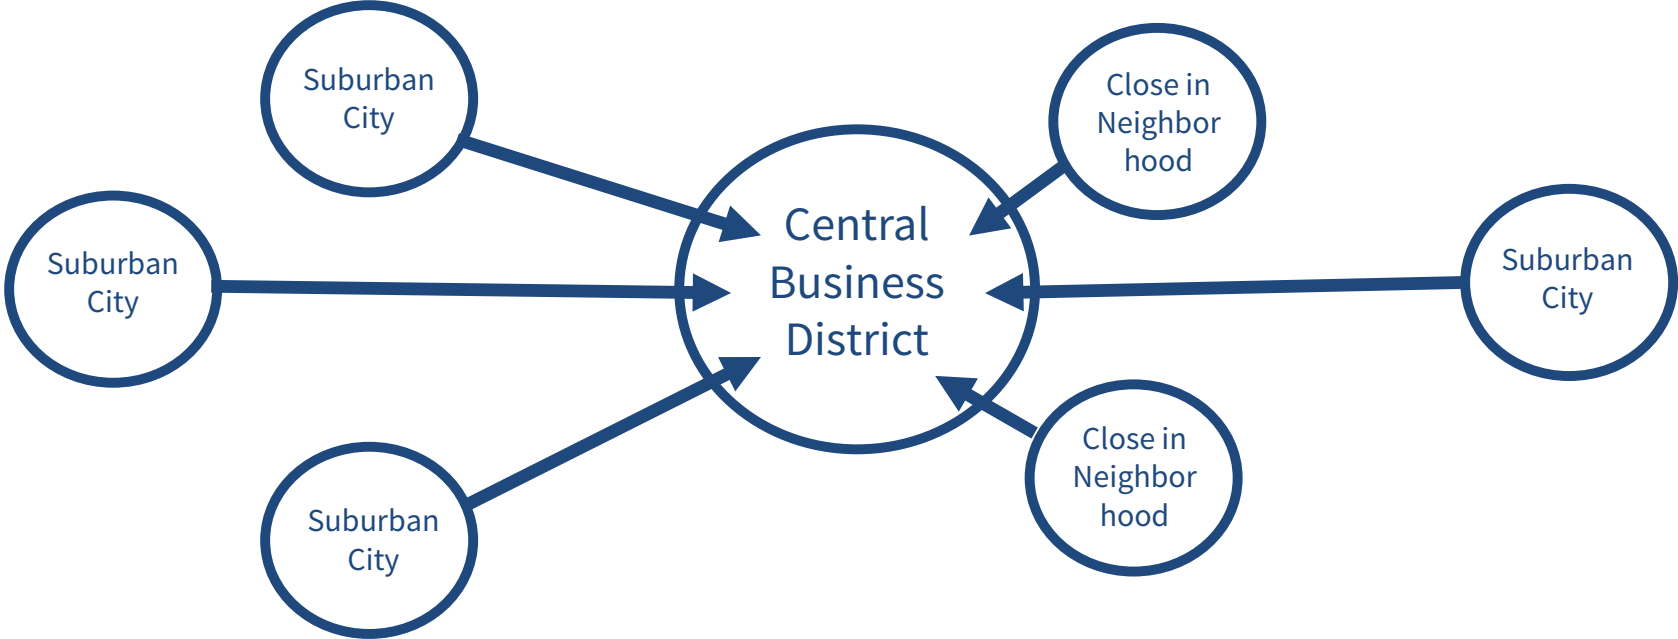 Suburban
City
Close in
Neighbor
hood
Suburban
City
Central
Business
District
Suburban
City
Suburban
City
Close in
Neighbor
hood